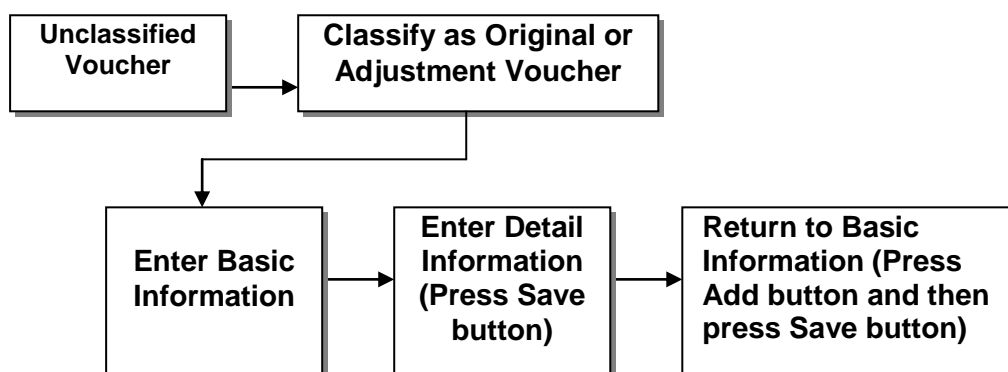 Unclassified
Voucher
Classify as Original or
Adjustment Voucher
Enter Basic
Information
Enter Detail
Information
(Press Save
button)
Return to Basic
Information (Press
Add button and then
press Save button)